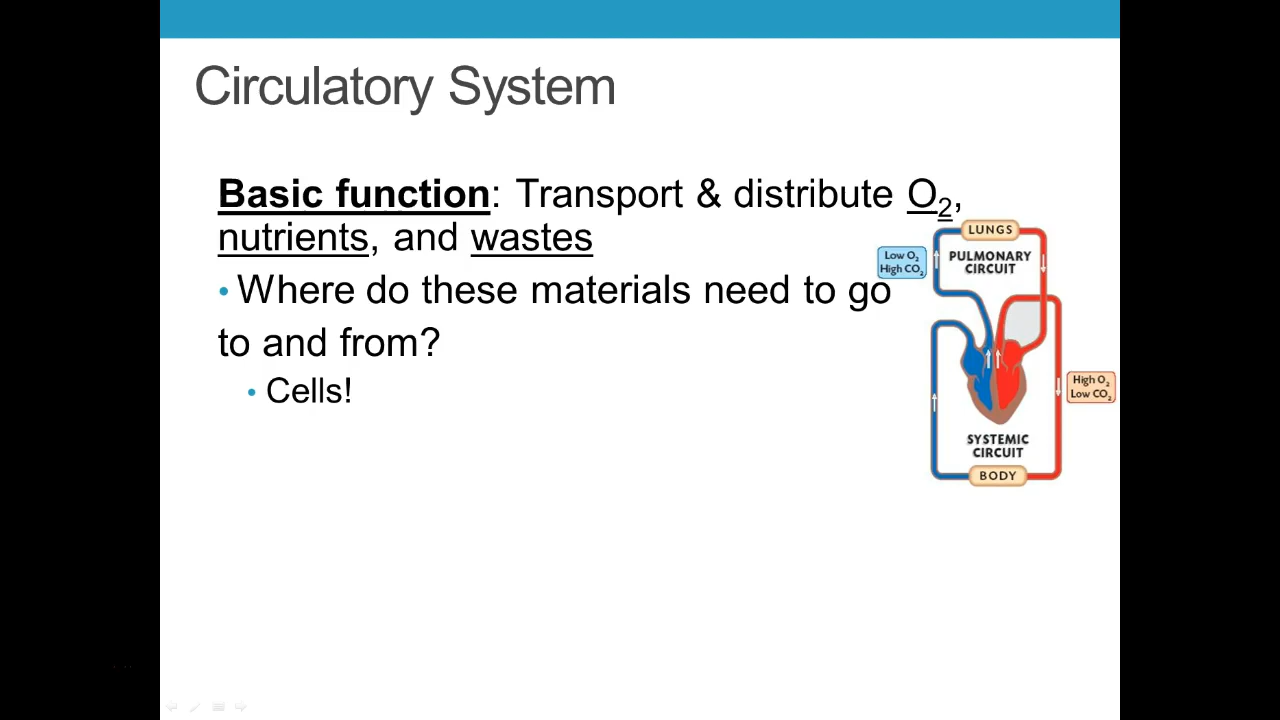 Circulatory System
Basic function: Transport & distribute O₂,
nutrients, and wastes
• Where do these materials need to go
to and from?
• Cells!
LUNGS
Low O₂
High CO₂
PULMONARY
CIRCUIT
High O₂
Low CO₂
SYSTEMIC
CIRCUIT
BODY